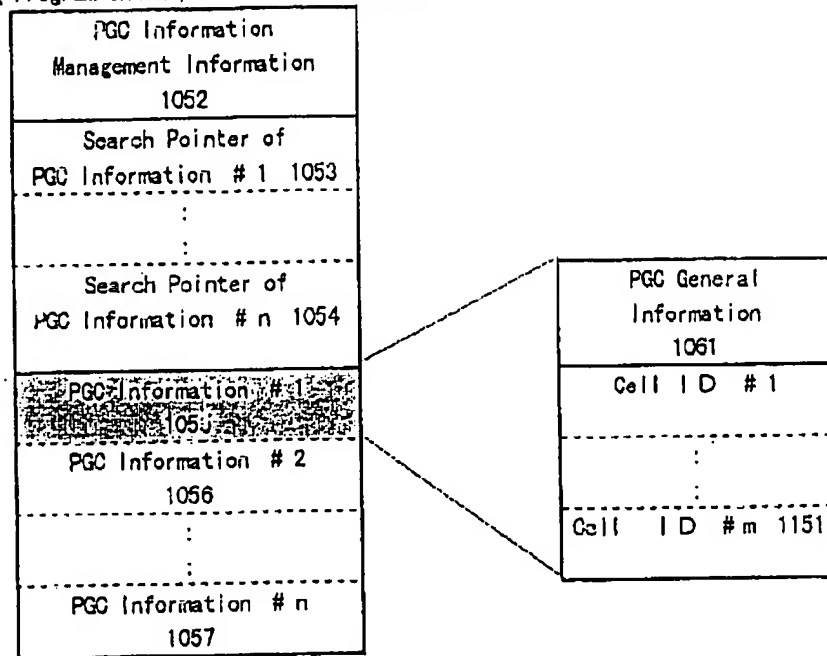 PGC Information
Management Information
1052
Search Pointer of
PGC Information # 1 1053
:
:
Search Pointer of
PGC Information # n 1054
PGC Information # 1
PGC Information # 2
1056
:
:
PGC Information # n
1057
PGC General
Information
1061
Cell ID # 1
:
:
Cell ID # m 1151